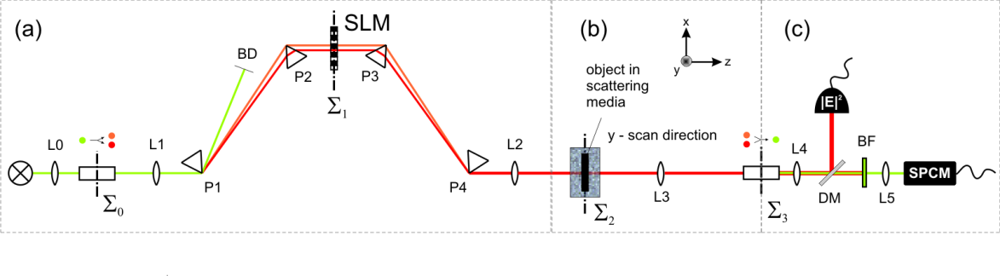 (a)
SLM
BD
P2
P3
Σ1
L0
L1
P1
Σ0
P4
L2
(b)
x
y
z
object in
scattering
media
y - scan direction
Σ2
L3
(c)
|E|²
L4
BF
DM
L5
SPCM
Σ3